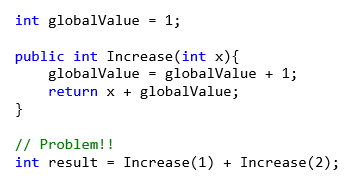 int globalValue = 1;
public int Increase(int x){
    globalValue = globalValue + 1;
    return x + globalValue;
}
// Problem!!
int result = Increase(1) + Increase(2);